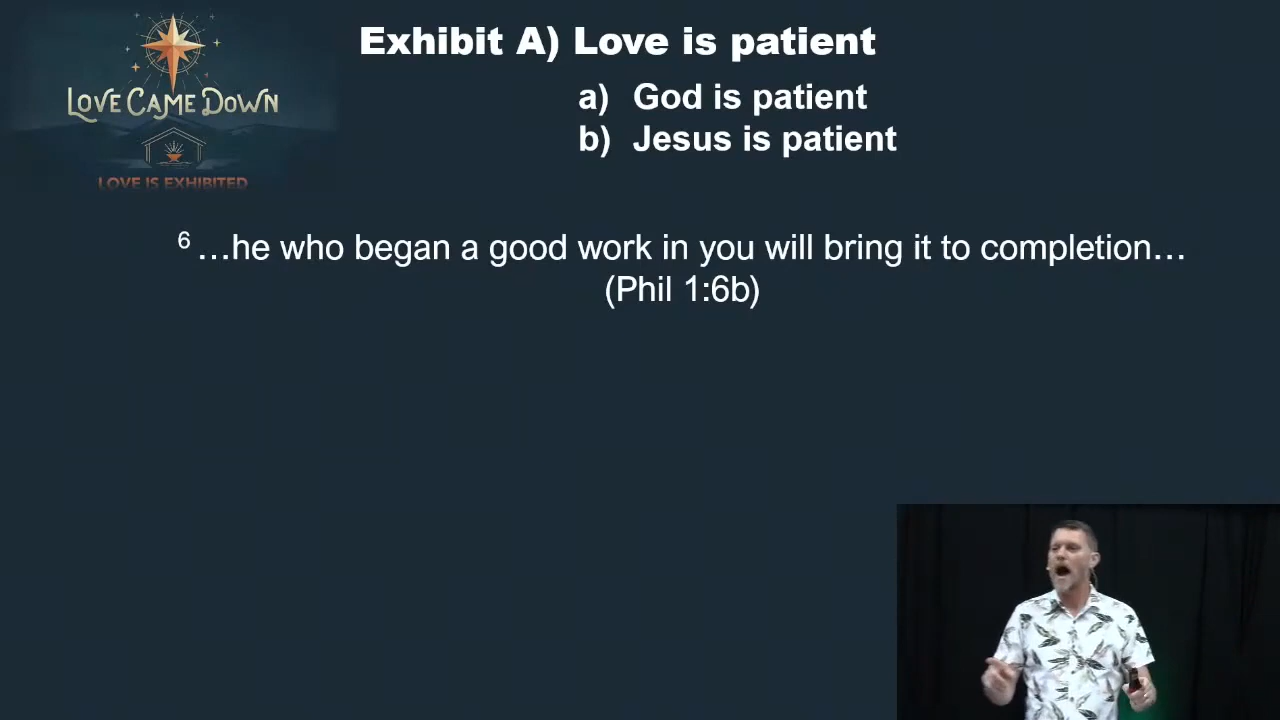 LOVE CAME DOWN
LOVE IS EXHIBITED
Exhibit A) Love is patient
a) God is patient
b) Jesus is patient
6 …he who began a good work in you will bring it to completion…
(Phil 1:6b)